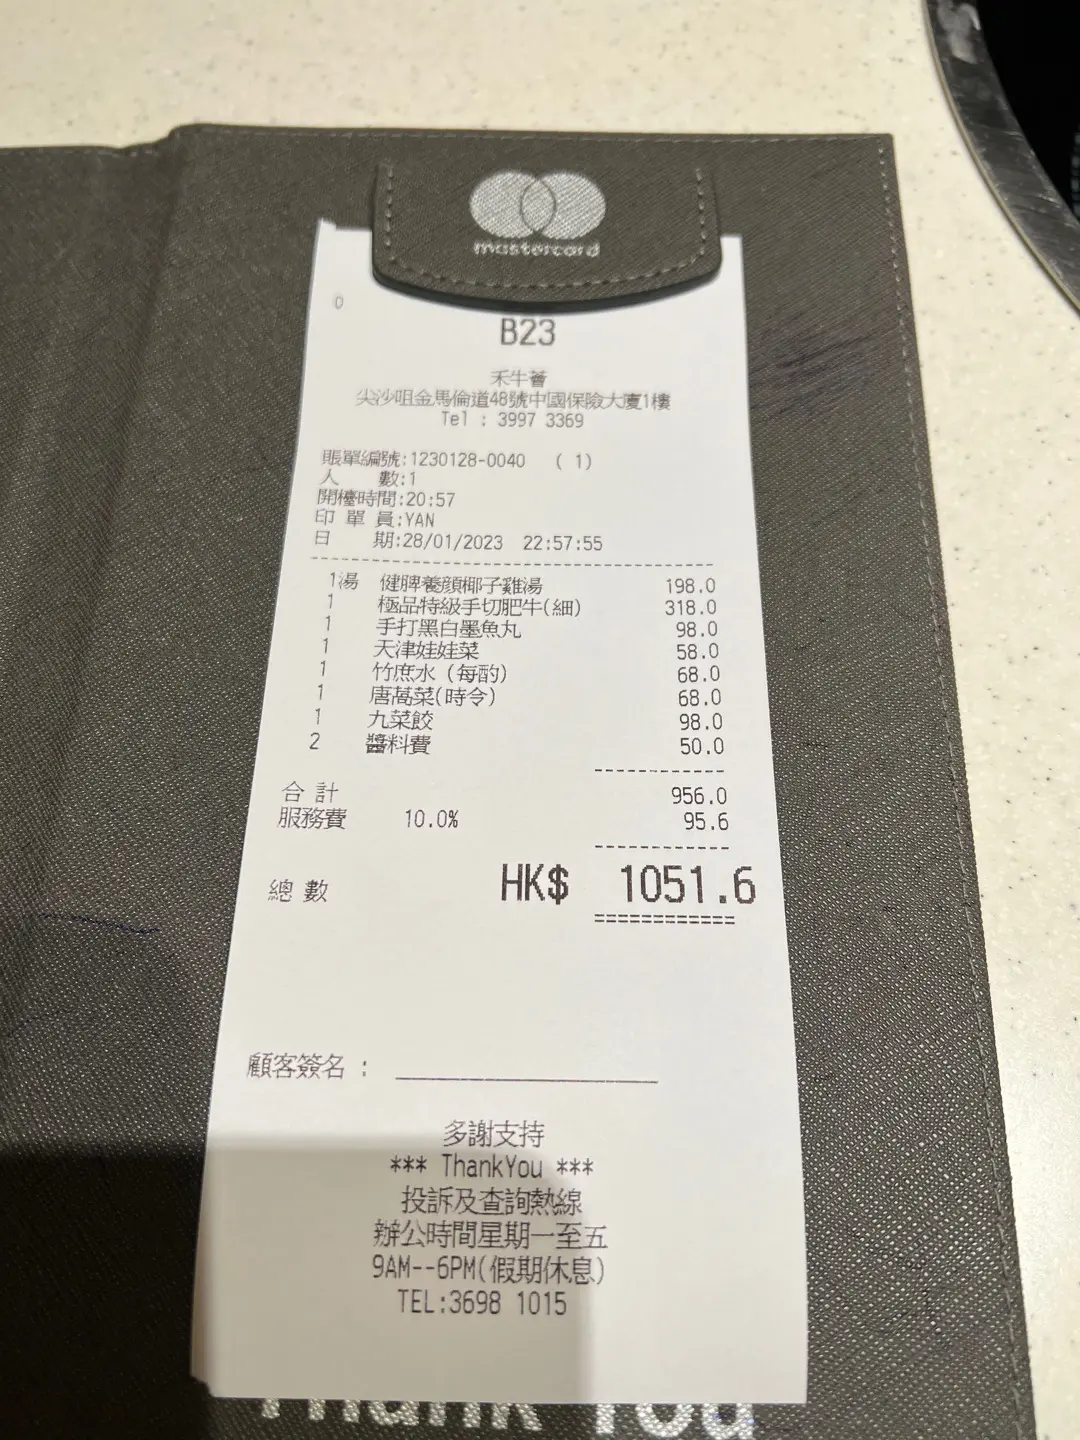 mastercard
D
B23
禾牛薈
尖沙咀金馬倫道48號中國保險大廈1樓
Tel : 3997 3369
賬單編號:1230128-0040 ( 1)
人 數:1
開檯時間:20:57
印 單 員:YAN
日 期:28/01/2023 22:57:55
1湯 健脾養顏椰子雞湯 198.0
1 極品特級手切肥牛(細) 318.0
1 手打黑白墨魚丸 98.0
1 天津娃娃菜 58.0
1 竹庶水 (每酌) 68.0
1 唐萵菜(時令) 68.0
1 九菜餃 98.0
2 醬料費 50.0
合 計 956.0
服務費 10.0% 95.6
總 數 HK$ 1051.6
顧客簽名 :
多謝支持
*** ThankYou ***
投訴及查詢熱線
辦公時間星期一至五
9AM--6PM(假期休息)
TEL:3698 1015
Thank You